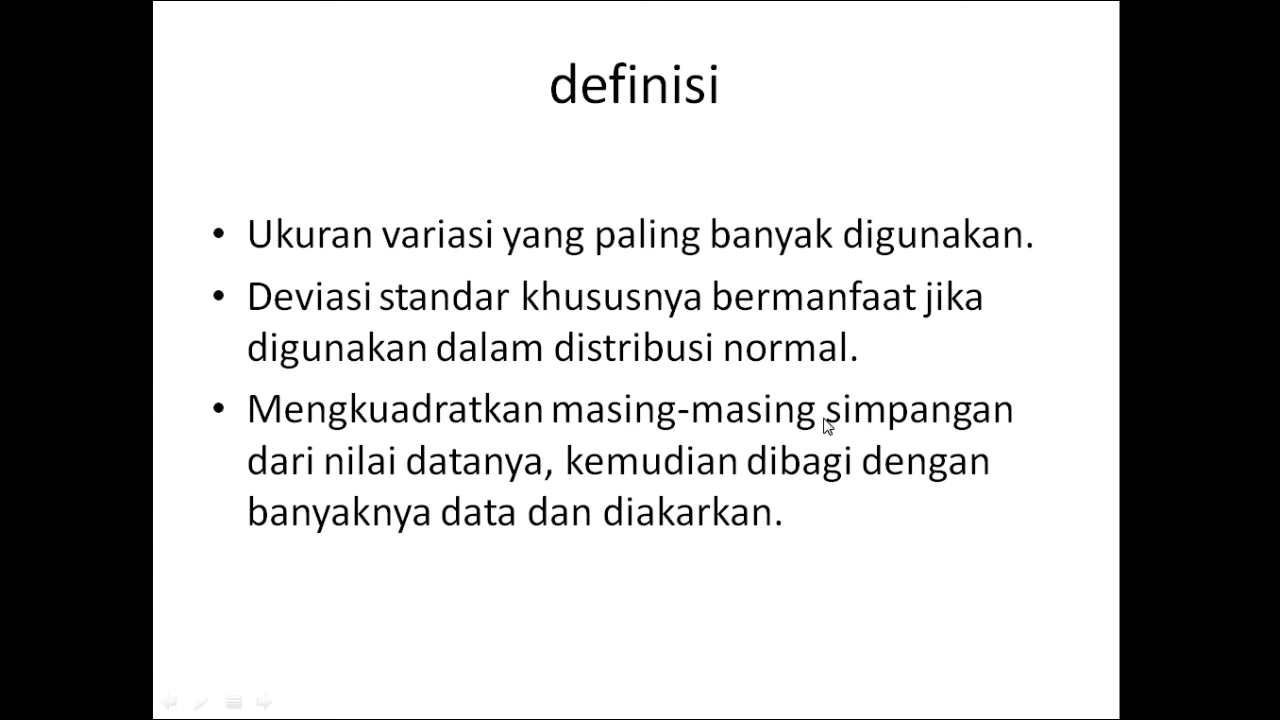 definisi
• Ukuran variasi yang paling banyak digunakan.
• Deviasi standar khususnya bermanfaat jika
digunakan dalam distribusi normal.
• Mengkuadratkan masing-masing simpangan
dari nilai datanya, kemudian dibagi dengan
banyaknya data dan diakarkan.